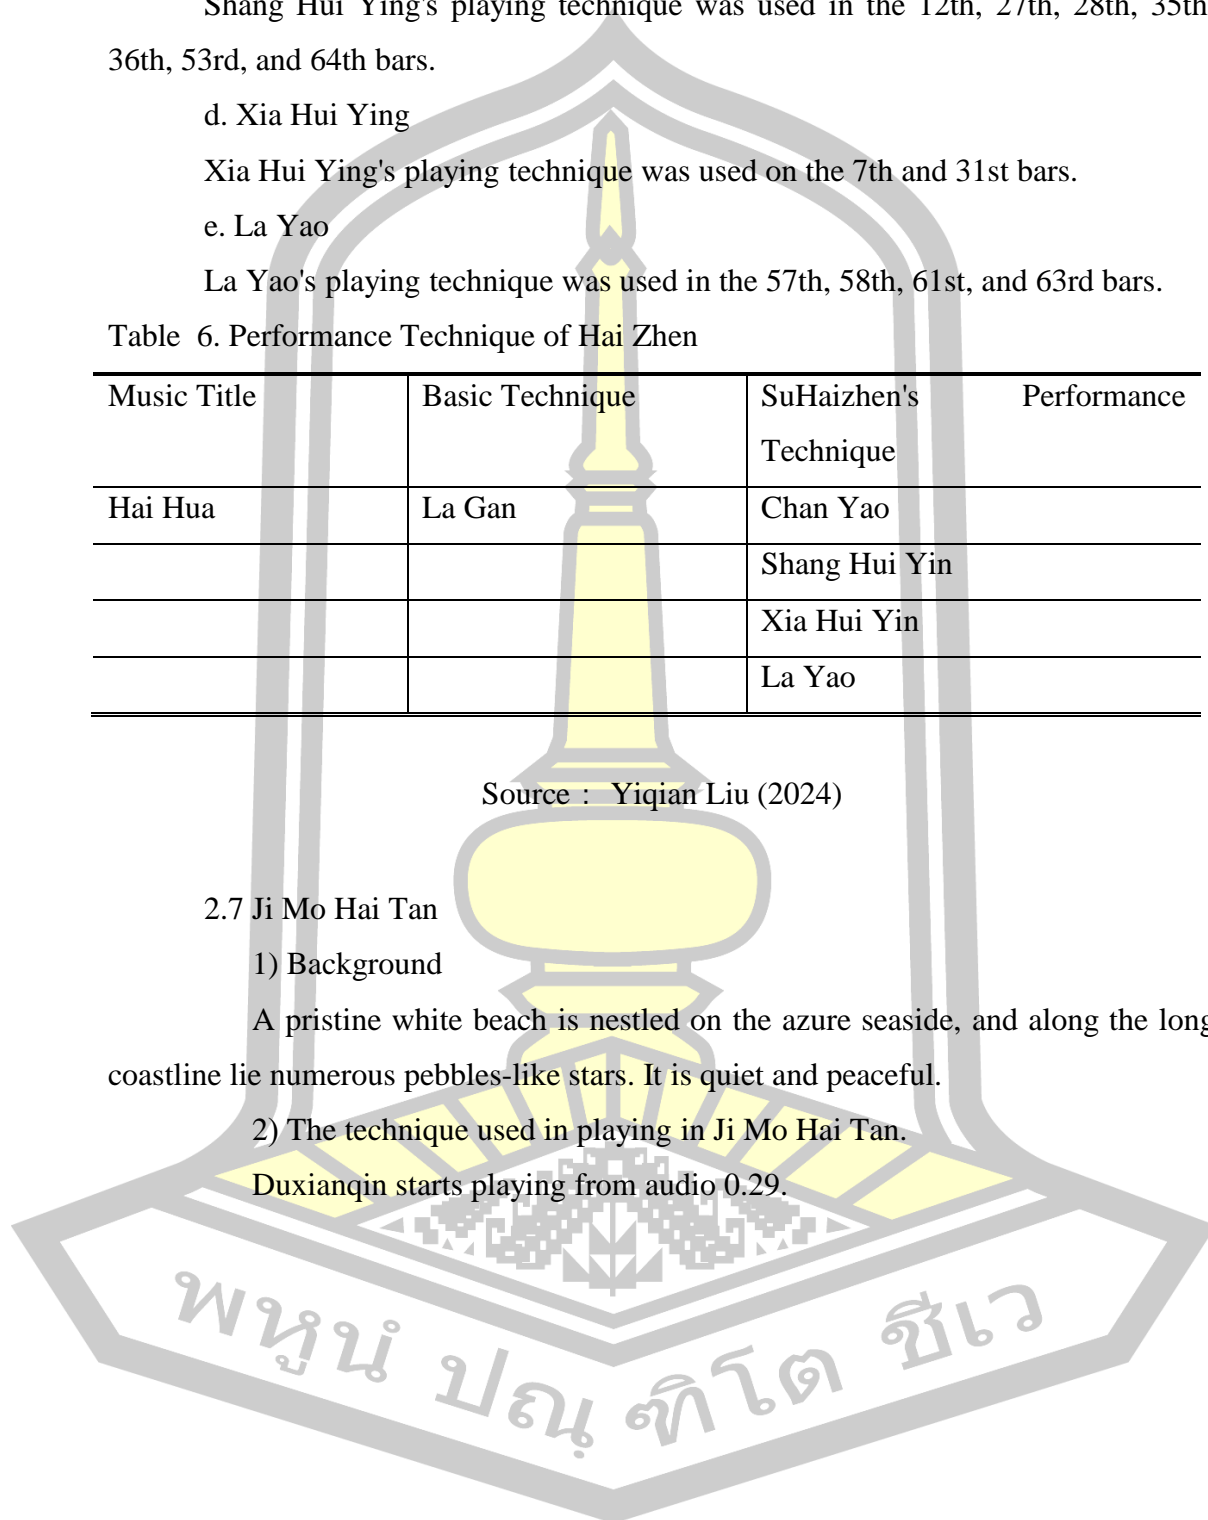 Shang Hui Ying's playing technique was used in the 12th, 27th, 28th, 35th
36th, 53rd, and 64th bars.
d. Xia Hui Ying
Xia Hui Ying's playing technique was used on the 7th and 31st bars.
e. La Yao
La Yao's playing technique was used in the 57th, 58th, 61st, and 63rd bars.
Table 6. Performance Technique of Hai Zhen
Music Title Basic Technique SuHaizhen's Performance
Technique
Hai Hua La Gan Chan Yao
Shang Hui Yin
Xia Hui Yin
La Yao
Source : Yiqian Liu (2024)
2.7 Ji Mo Hai Tan
1) Background
A pristine white beach is nestled on the azure seaside, and along the long
coastline lie numerous pebbles-like stars. It is quiet and peaceful.
2) The technique used in playing in Ji Mo Hai Tan.
Duxianqin starts playing from audio 0.29.
พหูนํ ปณฺฑิโต ชีเว